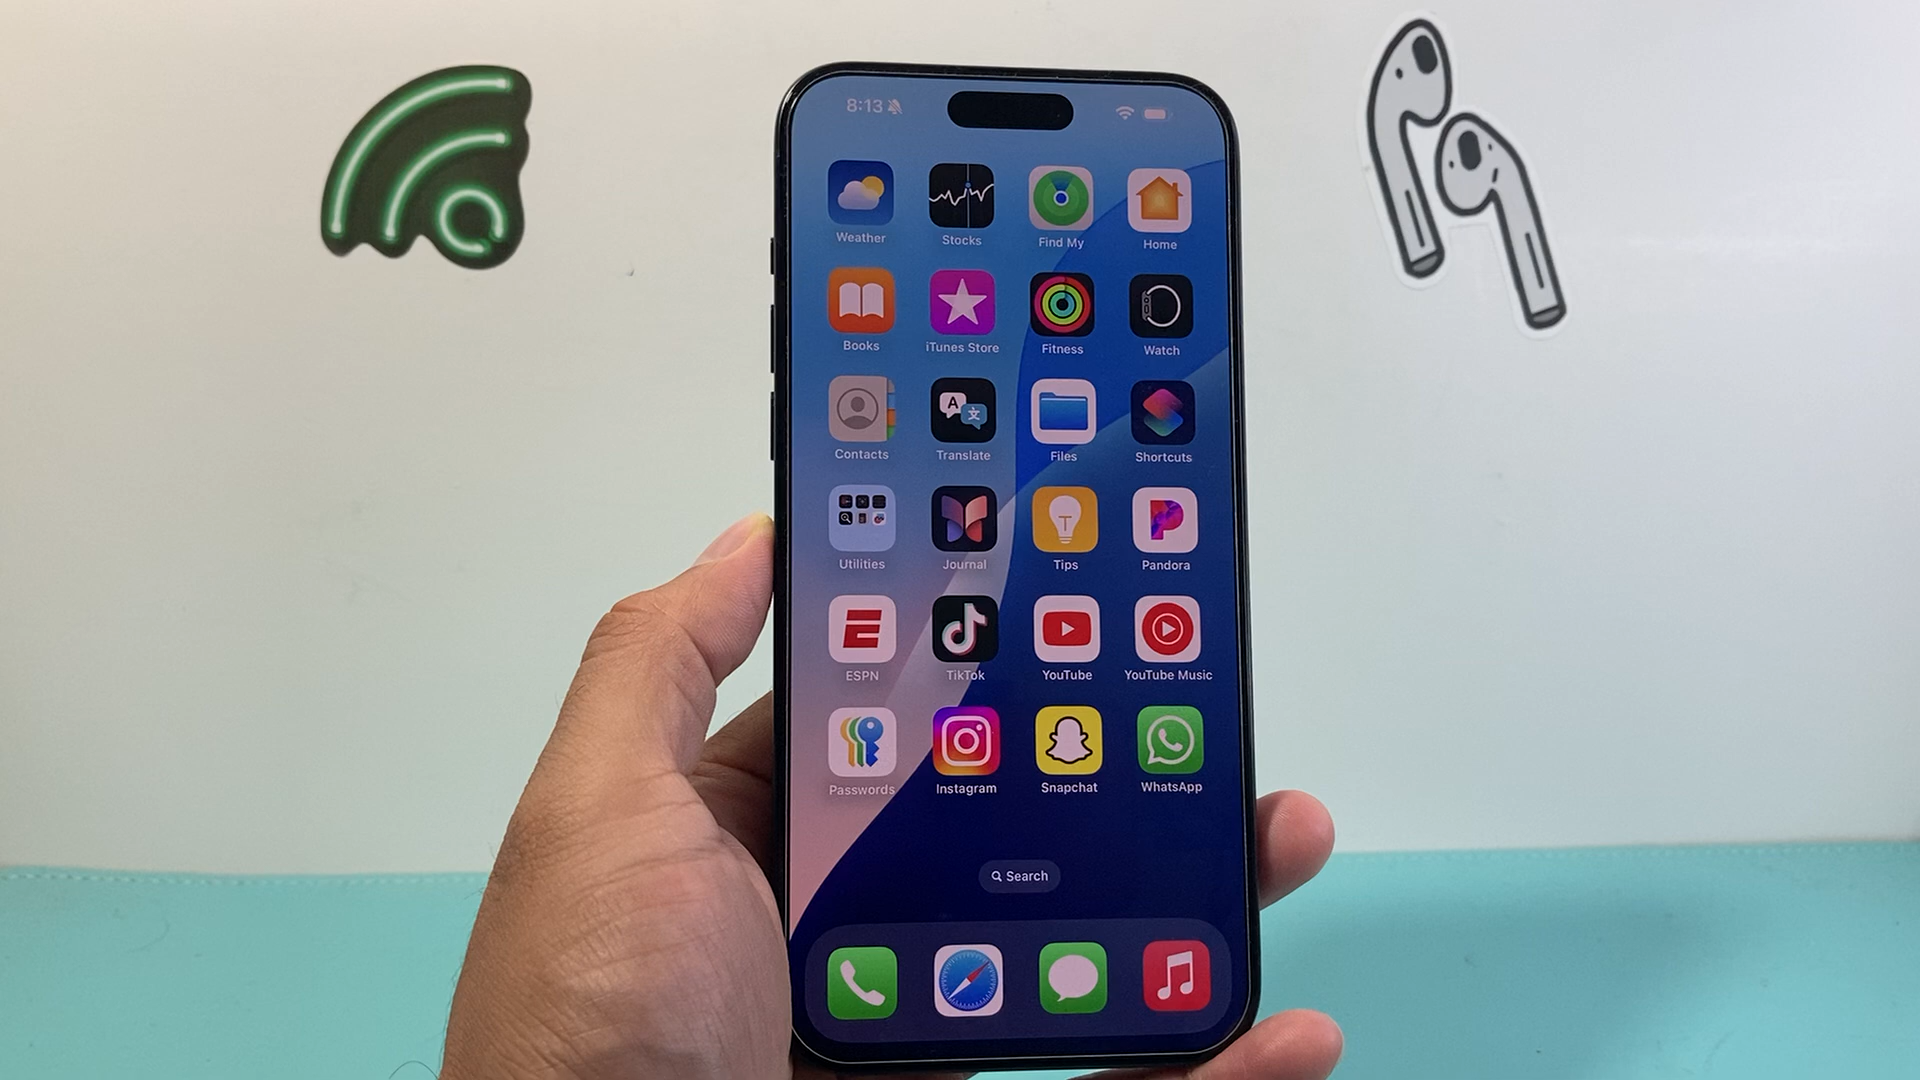 8:13
Weather Stocks Find My Home
Books iTunes Store Fitness Watch
Contacts Translate Files Shortcuts
Utilities Journal Tips Pandora
ESPN TikTok YouTube YouTube Music
Passwords Instagram Snapchat WhatsApp
Search